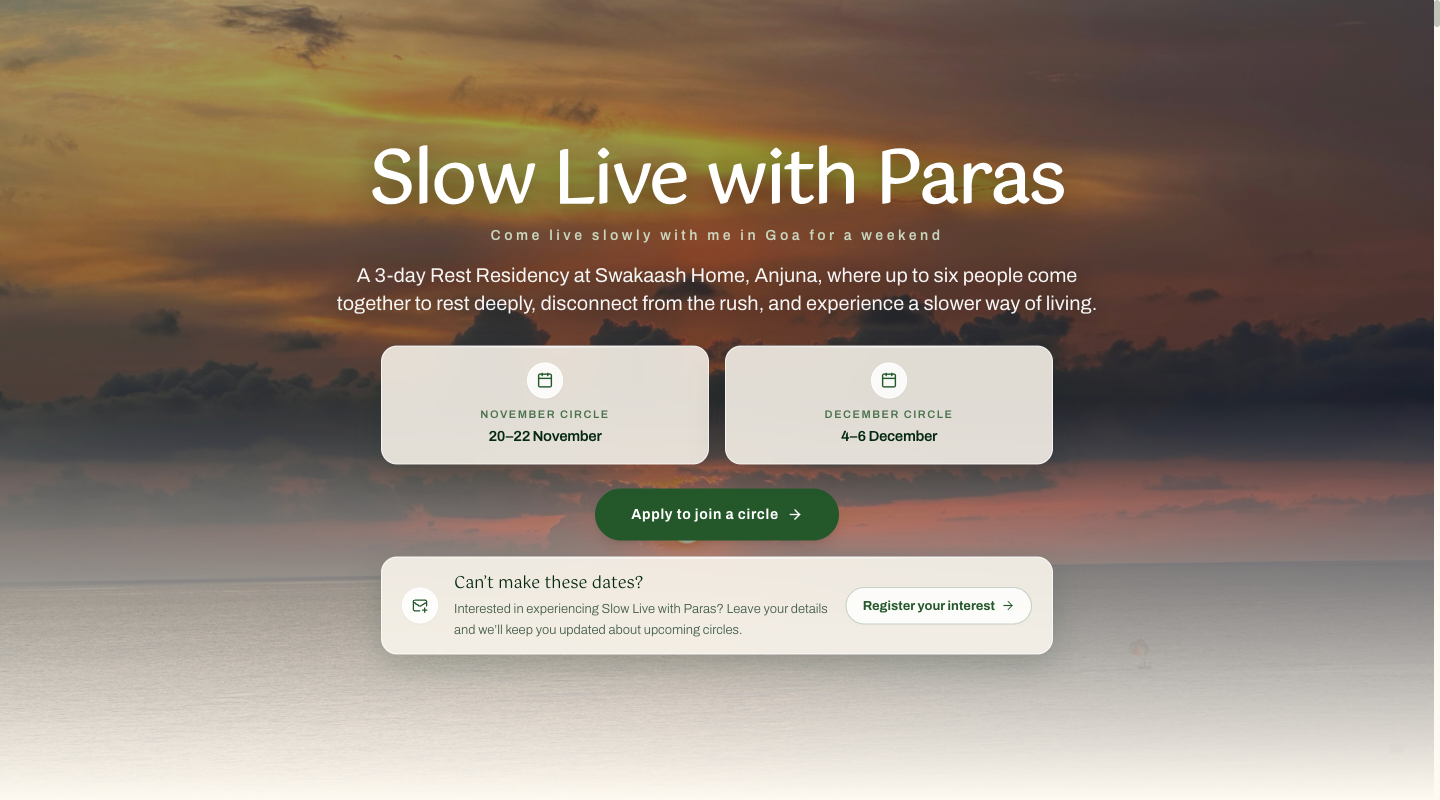 Slow Live with Paras
Come live slowly with me in Goa for a weekend
A 3-day Rest Residency at Swakaash Home, Anjuna, where up to six people come
together to rest deeply, disconnect from the rush, and experience a slower way of living.
NOVEMBER CIRCLE
20–22 November
DECEMBER CIRCLE
4–6 December
Apply to join a circle
Can’t make these dates?
Interested in experiencing Slow Live with Paras? Leave your details
and we’ll keep you updated about upcoming circles.
Register your interest